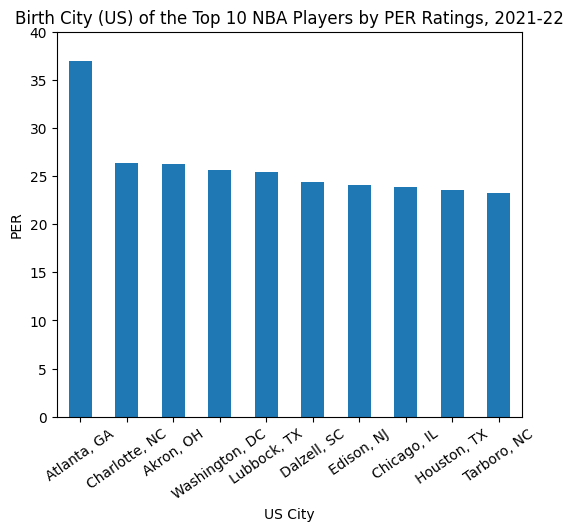 Birth City (US) of the Top 10 NBA Players by PER Ratings, 2021-22
40
35
30
25
20
15
10
5
0
PER
Atlanta, GA
Charlotte, NC
Akron, OH
Washington, DC
Lubbock, TX
Dalzell, SC
Edison, NJ
Chicago, IL
Houston, TX
Tarboro, NC
US City